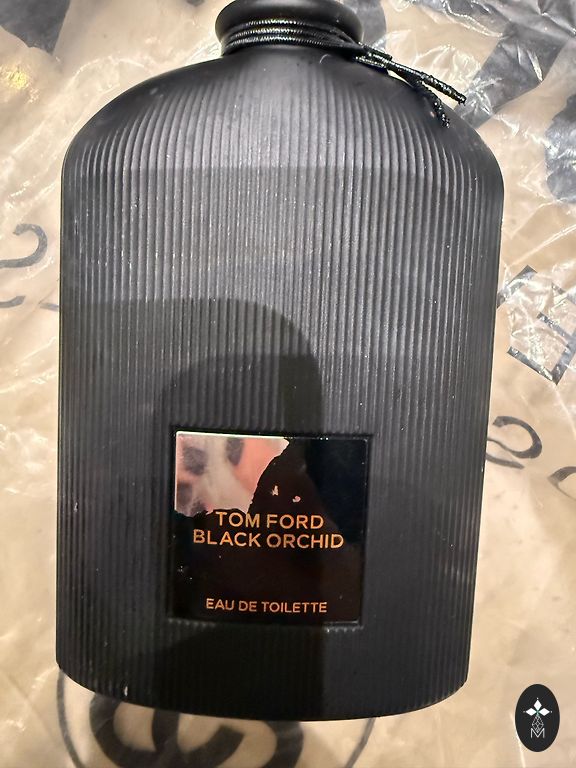 TOM FORD
BLACK ORCHID
EAU DE TOILETTE